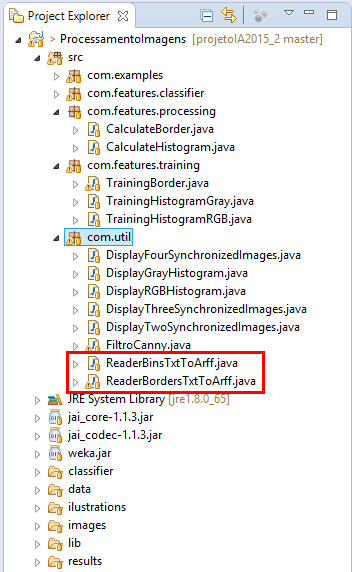 Project Explorer
> ProcessamentoImagens [projetoIA2015_2 master]
src
com.examples
com.features.classifier
com.features.processing
CalculateBorder.java
CalculateHistogram.java
com.features.training
TrainingBorder.java
TrainingHistogramGray.java
TrainingHistogramRGB.java
com.util
DisplayFourSynchronizedImages.java
DisplayGrayHistogram.java
DisplayRGBHistogram.java
DisplayThreeSynchronizedImages.java
DisplayTwoSynchronizedImages.java
FiltroCanny.java
ReaderBinsTxtToArff.java
ReaderBordersTxtToArff.java
JRE System Library [jre1.8.0_65]
jai_core-1.1.3.jar
jai_codec-1.1.3.jar
weka.jar
classifier
data
ilustrations
images
lib
results